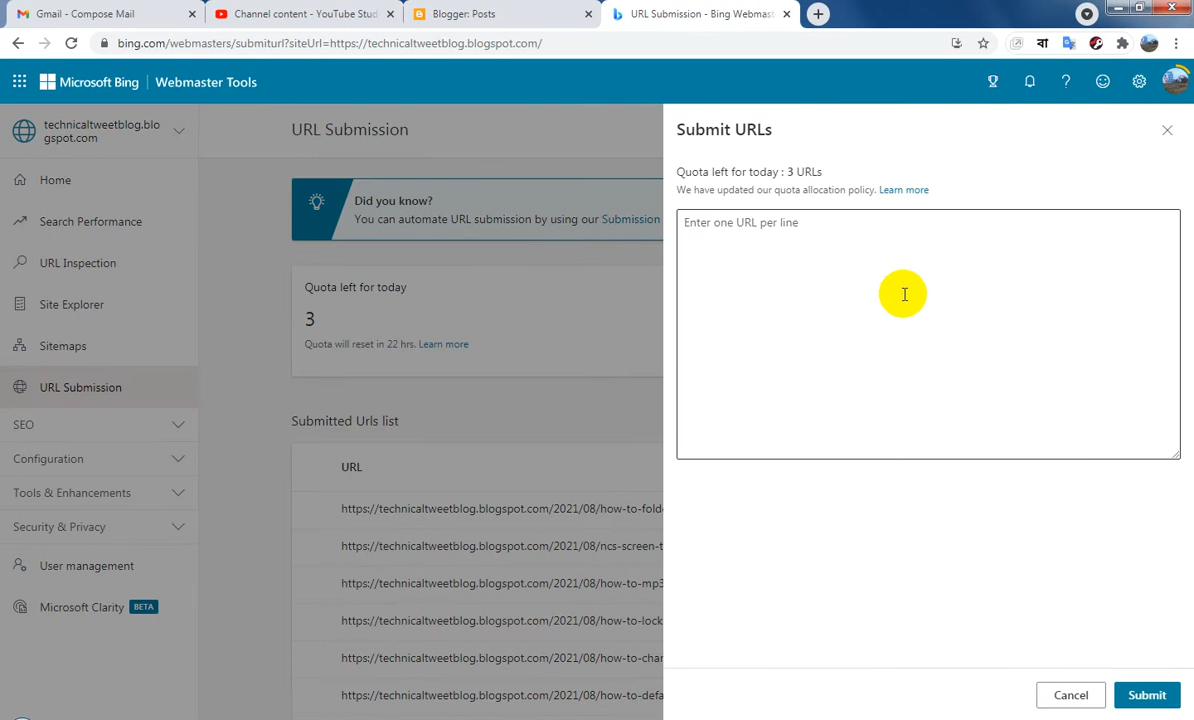 Gmail - Compose Mail
Channel content - YouTube Stud
Blogger: Posts
URL Submission - Bing Webmast
bing.com/webmasters/submiturl?siteUrl=https://technicaltweetblog.blogspot.com/
বা
Microsoft Bing
Webmaster Tools
technicaltweetblog.blo
gspot.com
Home
Search Performance
URL Inspection
Site Explorer
Sitemaps
URL Submission
SEO
Configuration
Tools & Enhancements
Security & Privacy
User management
Microsoft Clarity BETA
URL Submission
Did you know?
You can automate URL submission by using our Submission
Quota left for today
3
Quota will reset in 22 hrs. Learn more
Submitted Urls list
URL
https://technicaltweetblog.blogspot.com/2021/08/how-to-fold
https://technicaltweetblog.blogspot.com/2021/08/ncs-screen-t
https://technicaltweetblog.blogspot.com/2021/08/how-to-mp3
https://technicaltweetblog.blogspot.com/2021/08/how-to-lock
https://technicaltweetblog.blogspot.com/2021/08/how-to-char
https://technicaltweetblog.blogspot.com/2021/08/how-to-defa
Submit URLs
Quota left for today : 3 URLs
We have updated our quota allocation policy. Learn more
Enter one URL per line
Cancel
Submit